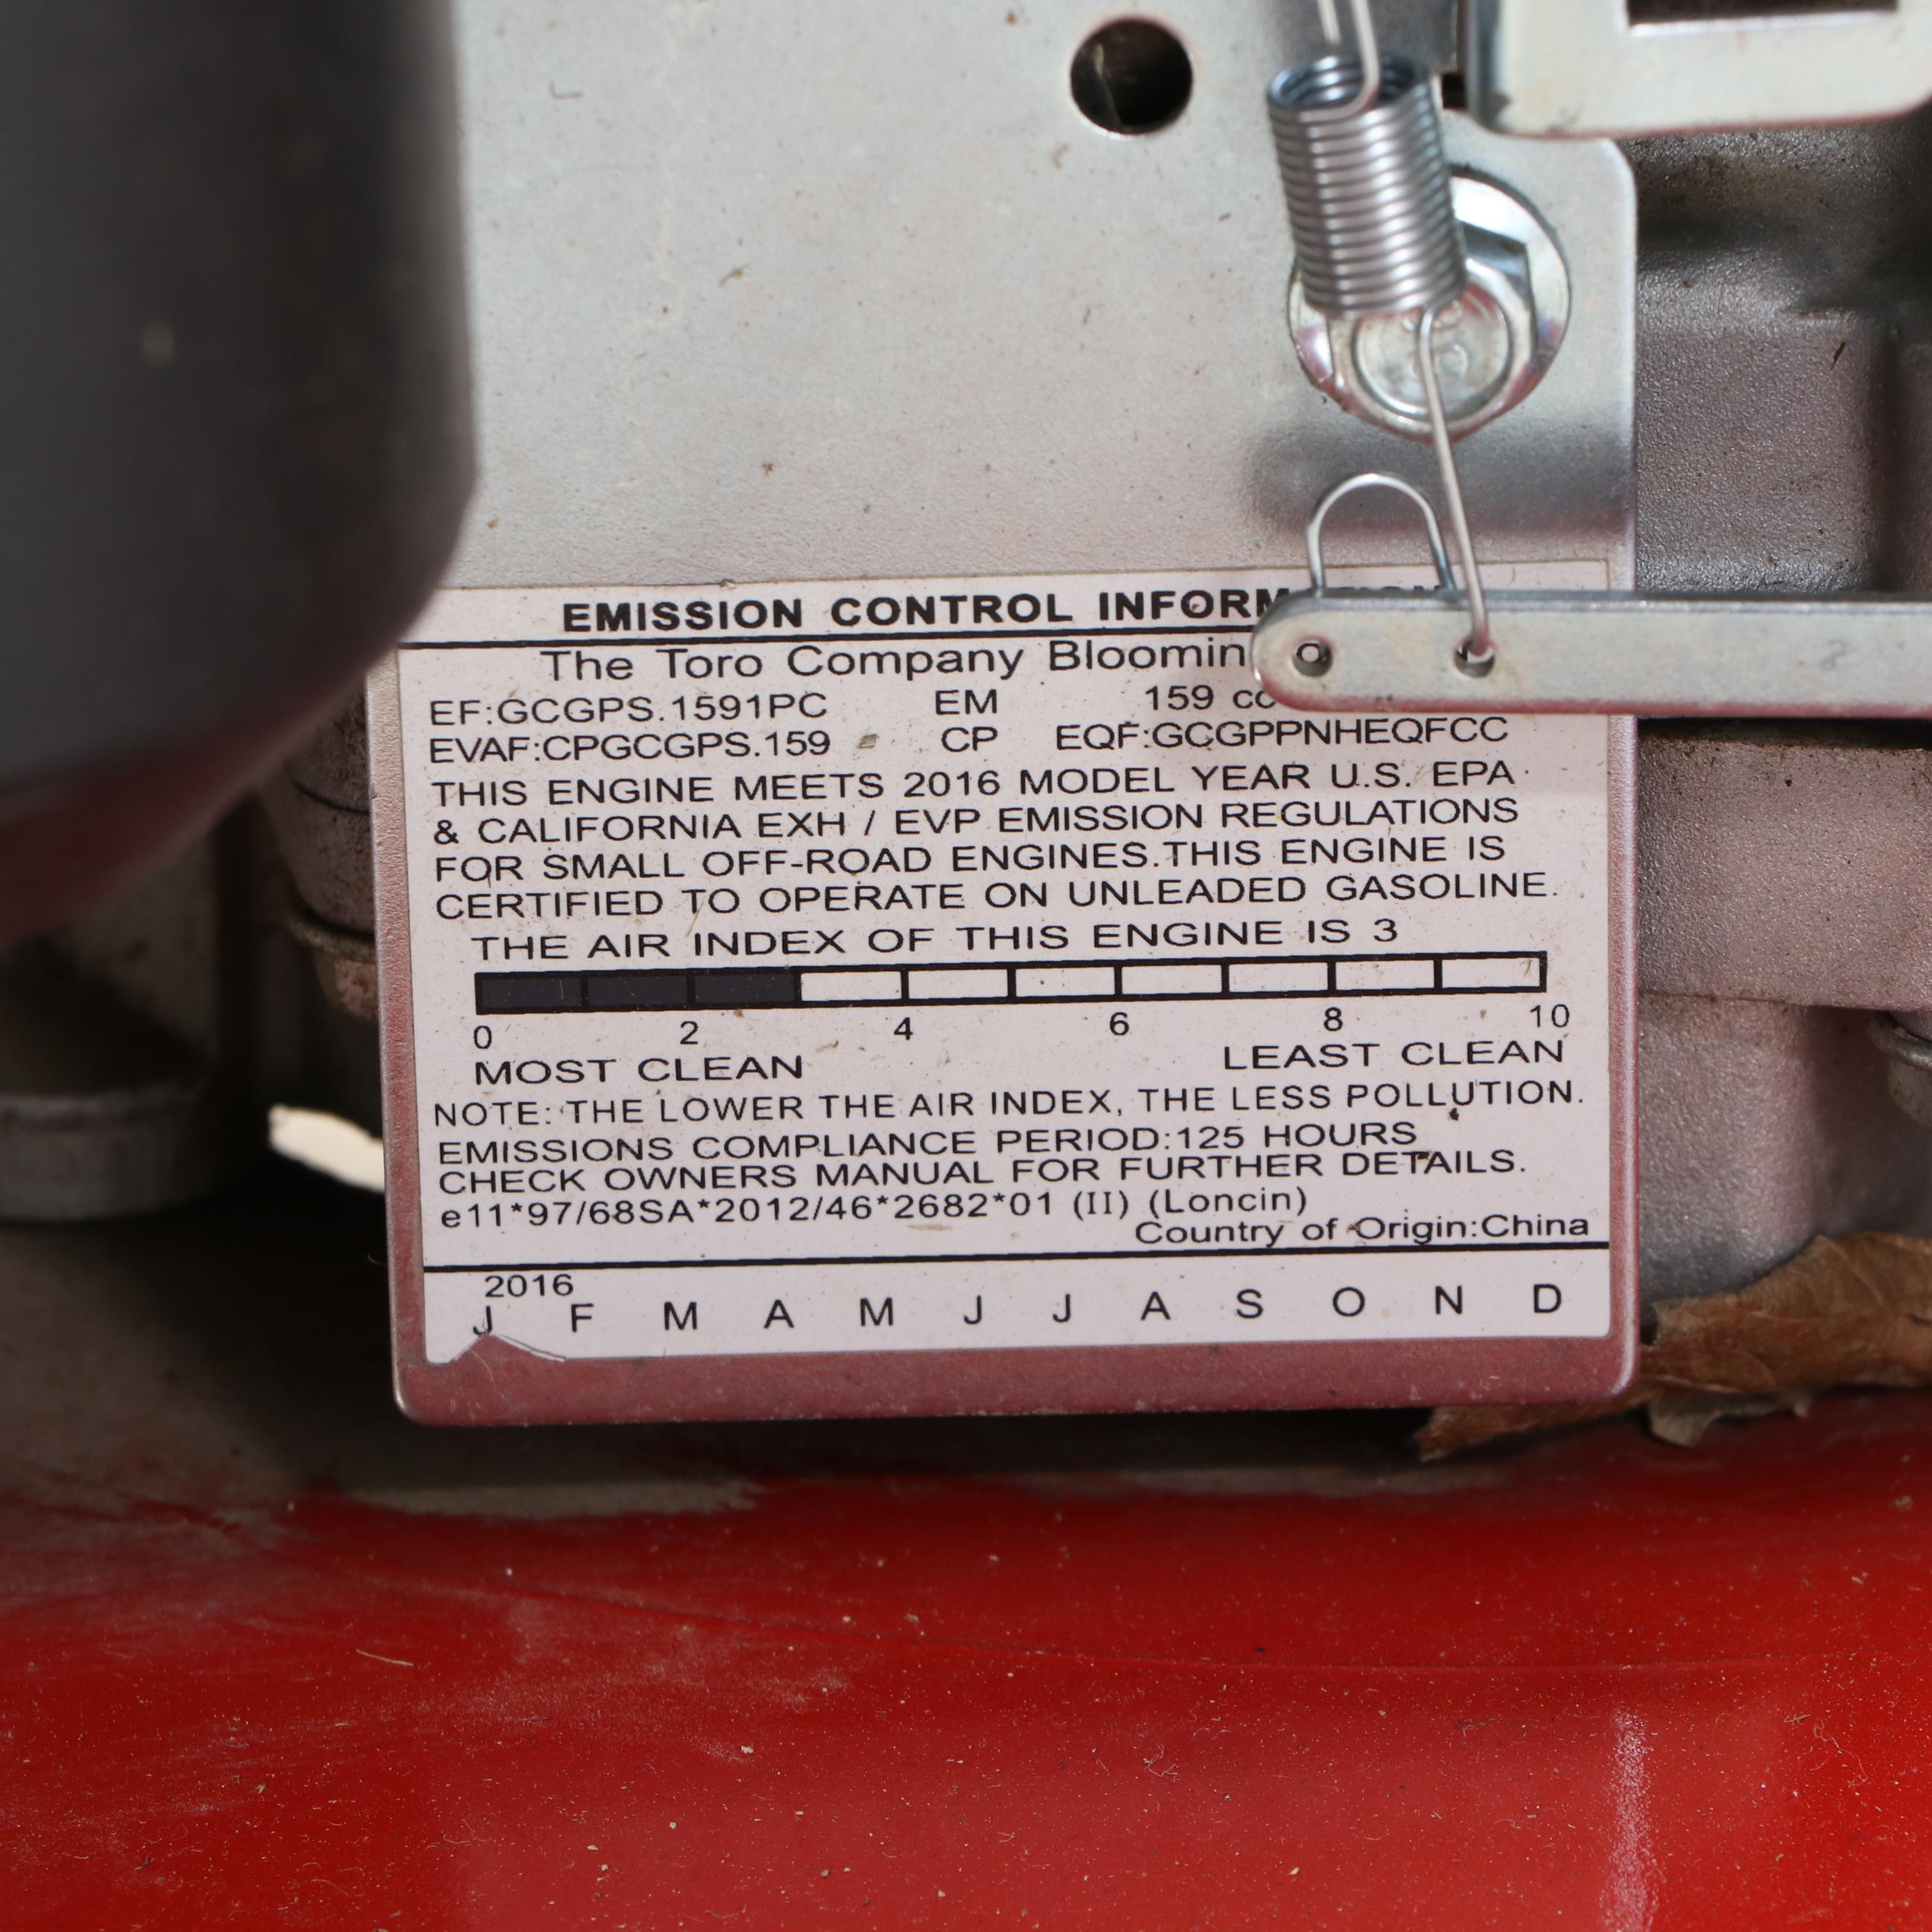 EMISSION CONTROL
The Toro Company
EF:GCGPS.1591PC EM 159 cc
EVAF:CPGCGPS.159 CP EQF:GCGPPNHEQFCC
THIS ENGINE MEETS 2016 MODEL YEAR U.S. EPA
& CALIFORNIA EXH / EVP EMISSION REGULATIONS
FOR SMALL OFF-ROAD ENGINES.THIS ENGINE IS
CERTIFIED TO OPERATE ON UNLEADED GASOLINE.
THE AIR INDEX OF THIS ENGINE IS 3
0 2 4 6 8 10
MOST CLEAN LEAST CLEAN
NOTE: THE LOWER THE AIR INDEX, THE LESS POLLUTION.
EMISSIONS COMPLIANCE PERIOD:125 HOURS
CHECK OWNERS MANUAL FOR FURTHER DETAILS.
e11*97/68SA*2012/46*2682*01 (II) (Loncin)
Country of Origin:China
2016
J F M A M J J A S O N D